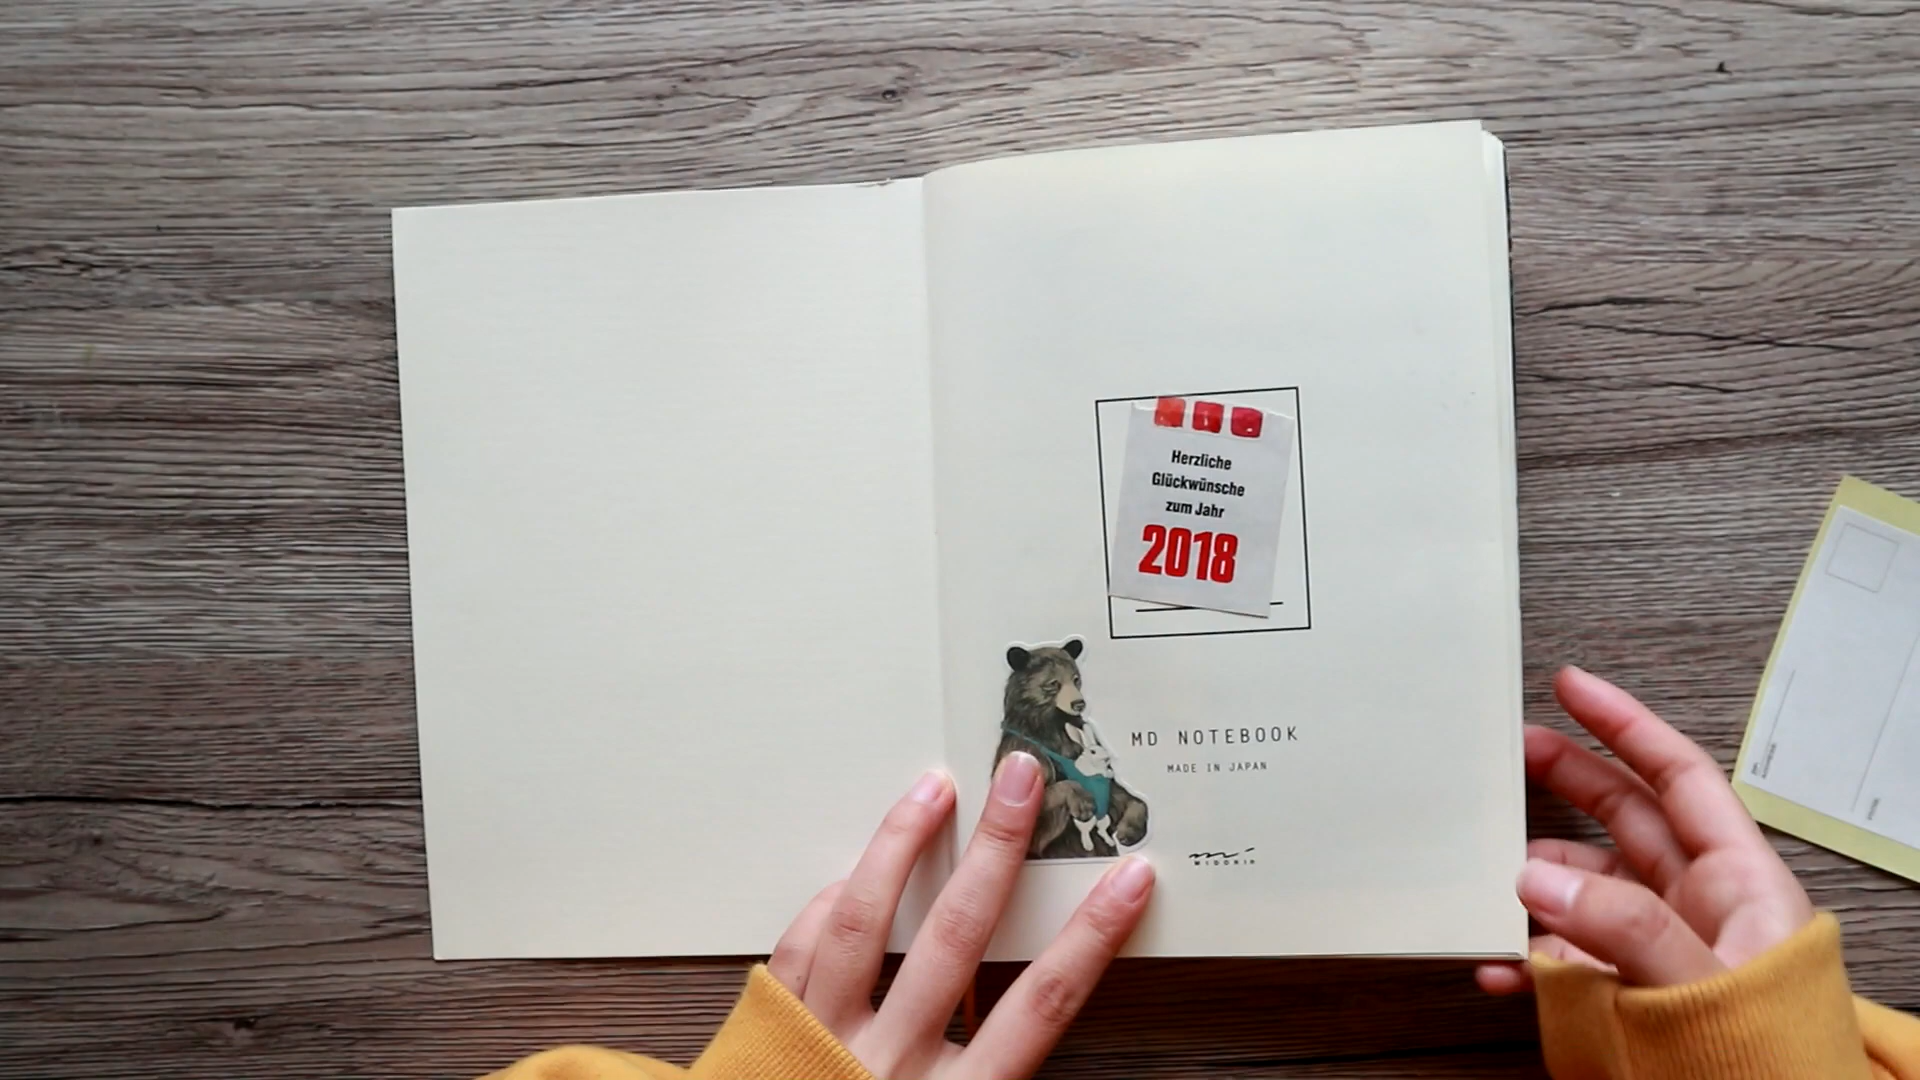 Herzliche
Glückwünsche
zum Jahr
2018
MD NOTEBOOK
MADE IN JAPAN
MIDORI